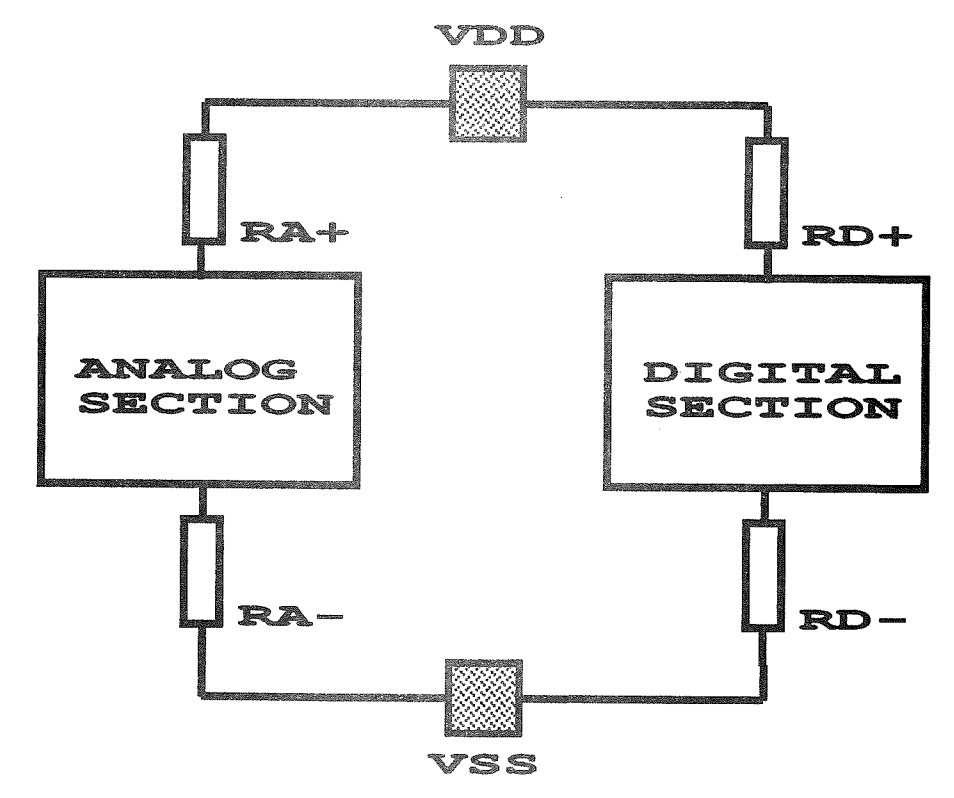 VDD
RA+
RD+
ANALOG
SECTION
DIGITAL
SECTION
RA-
RD-
VSS